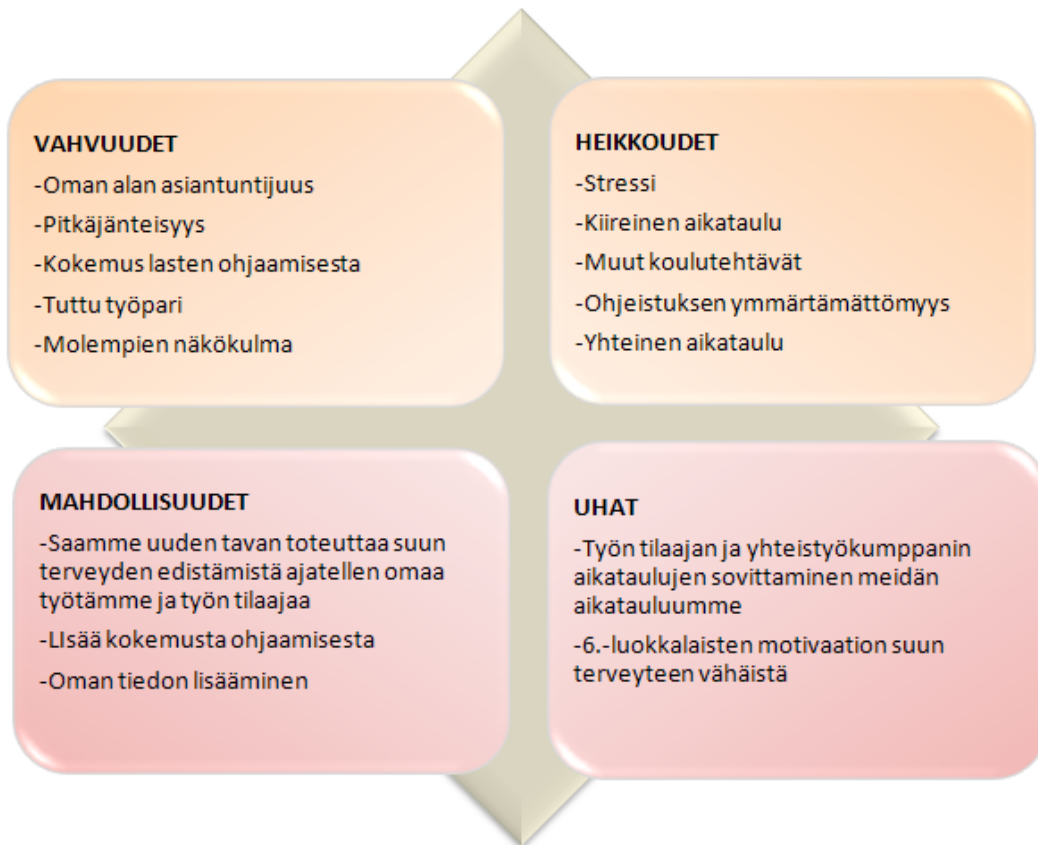 VAHVUUDET
-Oman alan asiantuntijuus
-Pitkäjänteisyys
-Kokemus lasten ohjaamisesta
-Tuttu työpari
-Molempien näkökulma
HEIKKOUDET
-Stressi
-Kiireinen aikataulu
-Muut koulutehtävät
-Ohjeistuksen ymmärtämättömyys
-Yhteinen aikataulu
MAHDOLLISUUDET
-Saamme uuden tavan toteuttaa suun
terveyden edistämistä ajatellen omaa
työtämme ja työn tilaajaa
-LIsää kokemusta ohjaamisesta
-Oman tiedon lisääminen
UHAT
-Työn tilaajan ja yhteistyökumppanin
aikataulujen sovittaminen meidän
aikatauluumme
-6.-luokkalaisten motivaation suun
terveyteen vähäistä